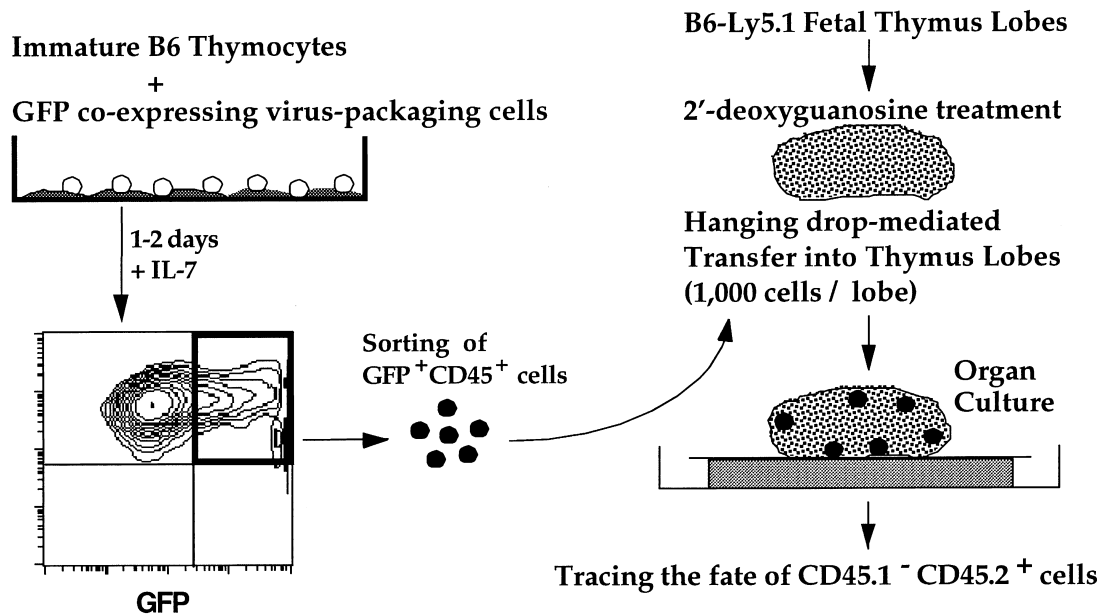 Immature B6 Thymocytes
+
GFP co-expressing virus-packaging cells
1-2 days
+ IL-7
GFP
Sorting of
GFP+CD45+ cells
B6-Ly5.1 Fetal Thymus Lobes
2'-deoxyguanosine treatment
Hanging drop-mediated
Transfer into Thymus Lobes
(1,000 cells / lobe)
Organ
Culture
Tracing the fate of CD45.1 - CD45.2 + cells